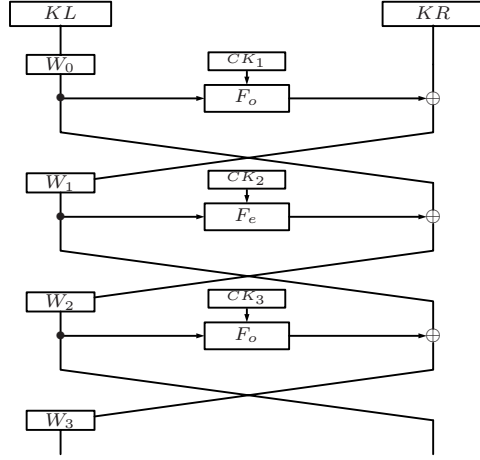 KL KR
W₀ CK₁
Fₒ
W₁ CK₂
Fₑ
W₂ CK₃
Fₒ
W₃